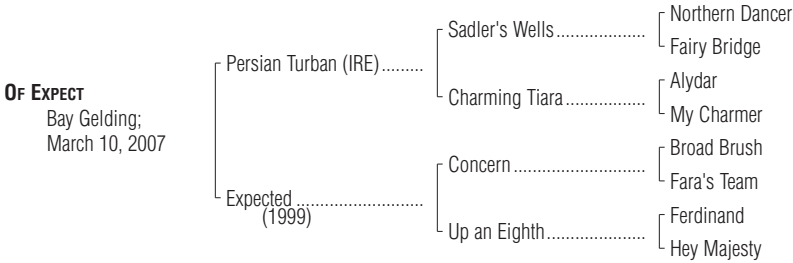 Northern Dancer
Sadler's Wells....................
Fairy Bridge
Persian Turban (IRE).........
Alydar
Charming Tiara..................
My Charmer
OF EXPECT
Bay Gelding;
March 10, 2007
Broad Brush
Concern............................
Fara's Team
Expected............................
(1999)
Ferdinand
Up an Eighth......................
Hey Majesty